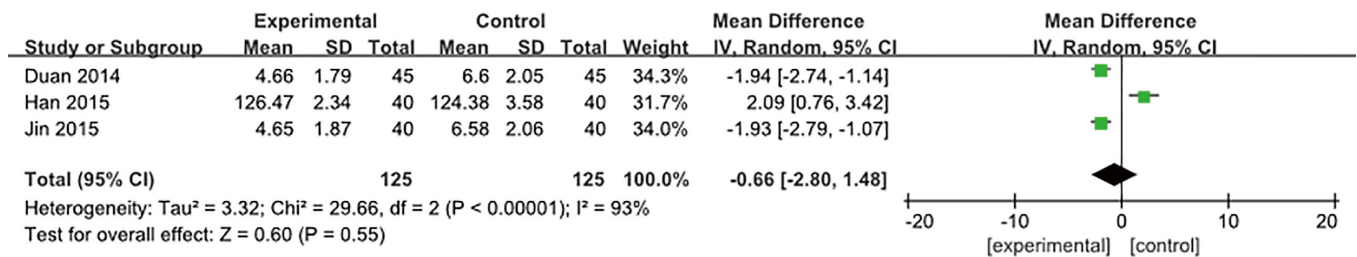 Experimental Control Mean Difference Mean Difference
Study or Subgroup Mean SD Total Mean SD Total Weight IV, Random, 95% CI IV, Random, 95% CI
Duan 2014 4.66 1.79 45 6.6 2.05 45 34.3% -1.94 [-2.74, -1.14]
Han 2015 126.47 2.34 40 124.38 3.58 40 31.7% 2.09 [0.76, 3.42]
Jin 2015 4.65 1.87 40 6.58 2.06 40 34.0% -1.93 [-2.79, -1.07]
Total (95% CI) 125 125 100.0% -0.66 [-2.80, 1.48]
Heterogeneity: Tau² = 3.32; Chi² = 29.66, df = 2 (P < 0.00001); I² = 93%
Test for overall effect: Z = 0.60 (P = 0.55)
-20 -10 0 10 20
[experimental] [control]